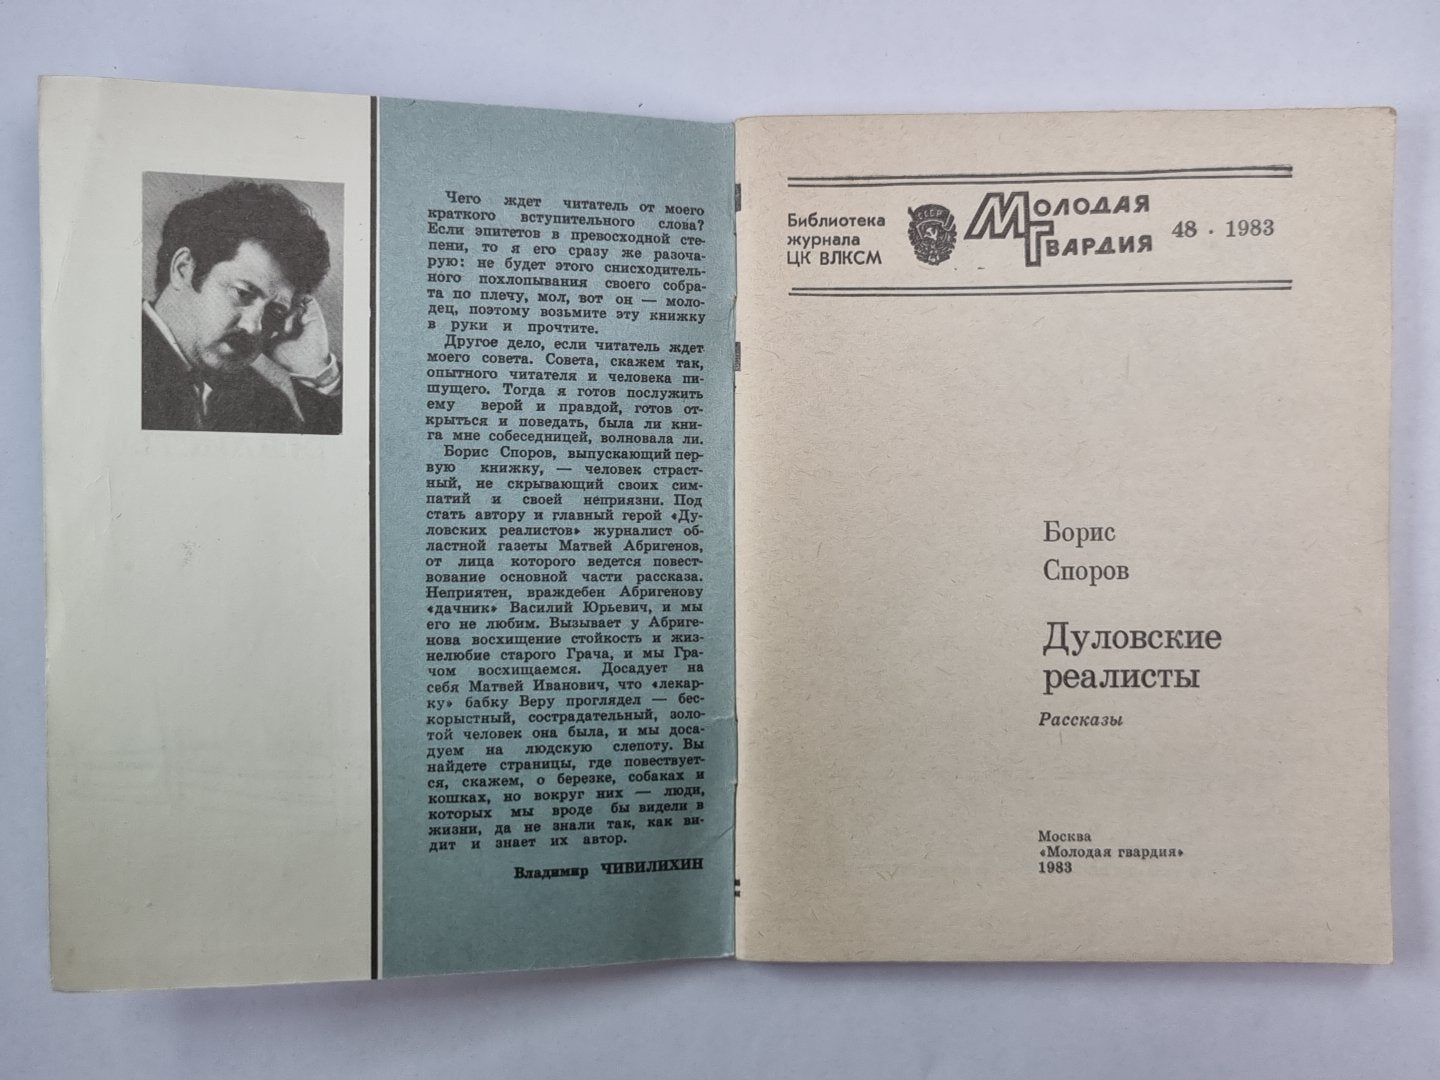 Чего ждет читатель от моего
краткого вступительного слова?
Если эпитетов в превосходной сте-
пени, то я его сразу же разоча-
рую: не будет этого снисходитель-
ного похлопывания своего собра-
та по плечу, мол, вот он — моло-
дец, поэтому возьмите эту книжку
в руки и прочтите.
Другое дело, если читатель ждет
моего совета. Совета, скажем так,
опытного читателя и человека пи-
шущего. Тогда я готов послужить
ему верой и правдой, готов от-
крыться и поведать, была ли кни-
га мне собеседницей, волновала ли.
Борис Споров, выпускающий пер-
вую книжку, — человек страст-
ный, не скрывающий своих сим-
патий и своей неприязни. Под
стать автору и главный герой «Ду-
ловских реалистов» журналист об-
ластной газеты Матвей Абригенов,
от лица которого ведется повест-
вование основной части рассказа.
Неприятен, враждебен Абригенову
«дачник» Василий Юрьевич, и мы
его не любим. Вызывает у Абриге-
нова восхищение стойкость и жиз-
нелюбие старого Грача, и мы Гра-
чом восхищаемся. Досадует на
себя Матвей Иванович, что «лекар-
ку» бабку Веру проглядел — бес-
корыстный, сострадательный, золо-
той человек она была, и мы доса-
дуем на людскую слепоту. Вы
найдете страницы, где повествует-
ся, скажем, о березке, собаках и
кошках, но вокруг них — люди,
которых мы вроде бы видели в
жизни, да не знали так, как ви-
дит и знает их автор.
Владимир ЧИВИЛИХИН
Библиотека
журнала
ЦК ВЛКСМ
СССР
МОЛОДАЯ
ГВАРДИЯ
48 · 1983
Борис
Споров
Дуловские
реалисты
Рассказы
Москва
«Молодая гвардия»
1983